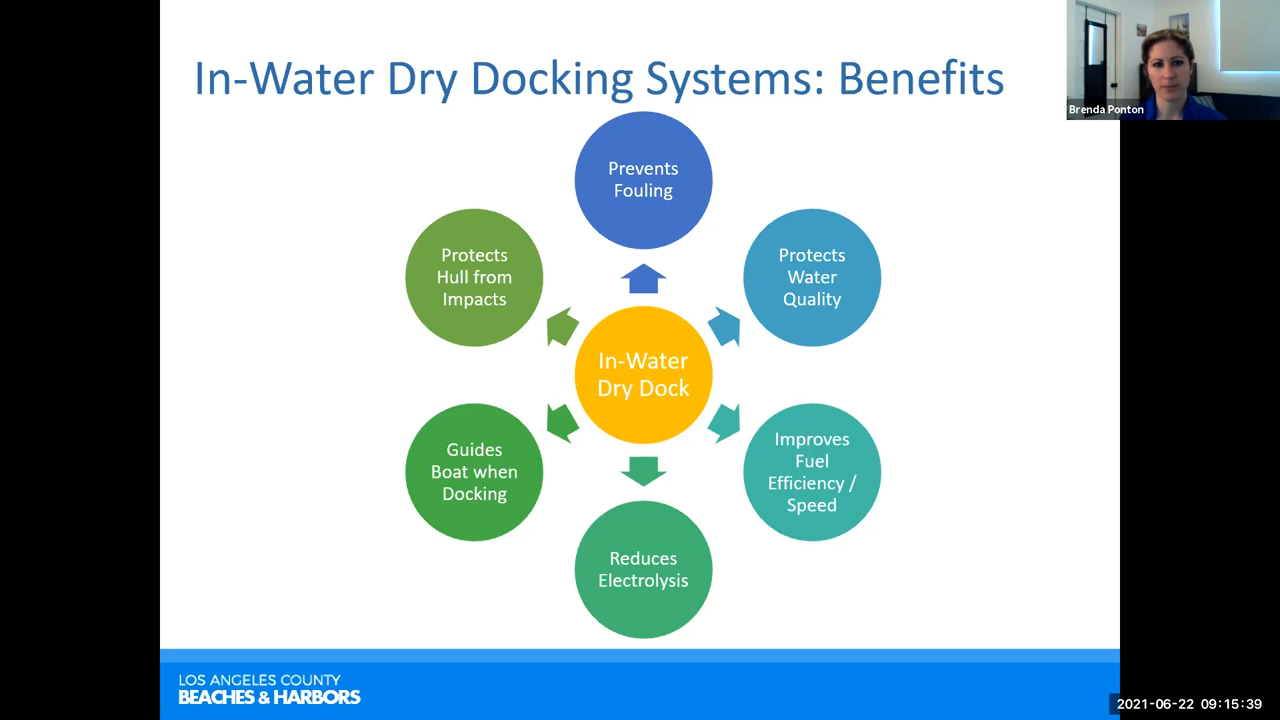 In-Water Dry Docking Systems: Benefits
Brenda Ponton
Prevents
Fouling
Protects
Water
Quality
Improves
Fuel
Efficiency /
Speed
Reduces
Electrolysis
Guides
Boat when
Docking
Protects
Hull from
Impacts
In-Water
Dry Dock
LOS ANGELES COUNTY
BEACHES & HARBORS
2021-06-22 09:15:39